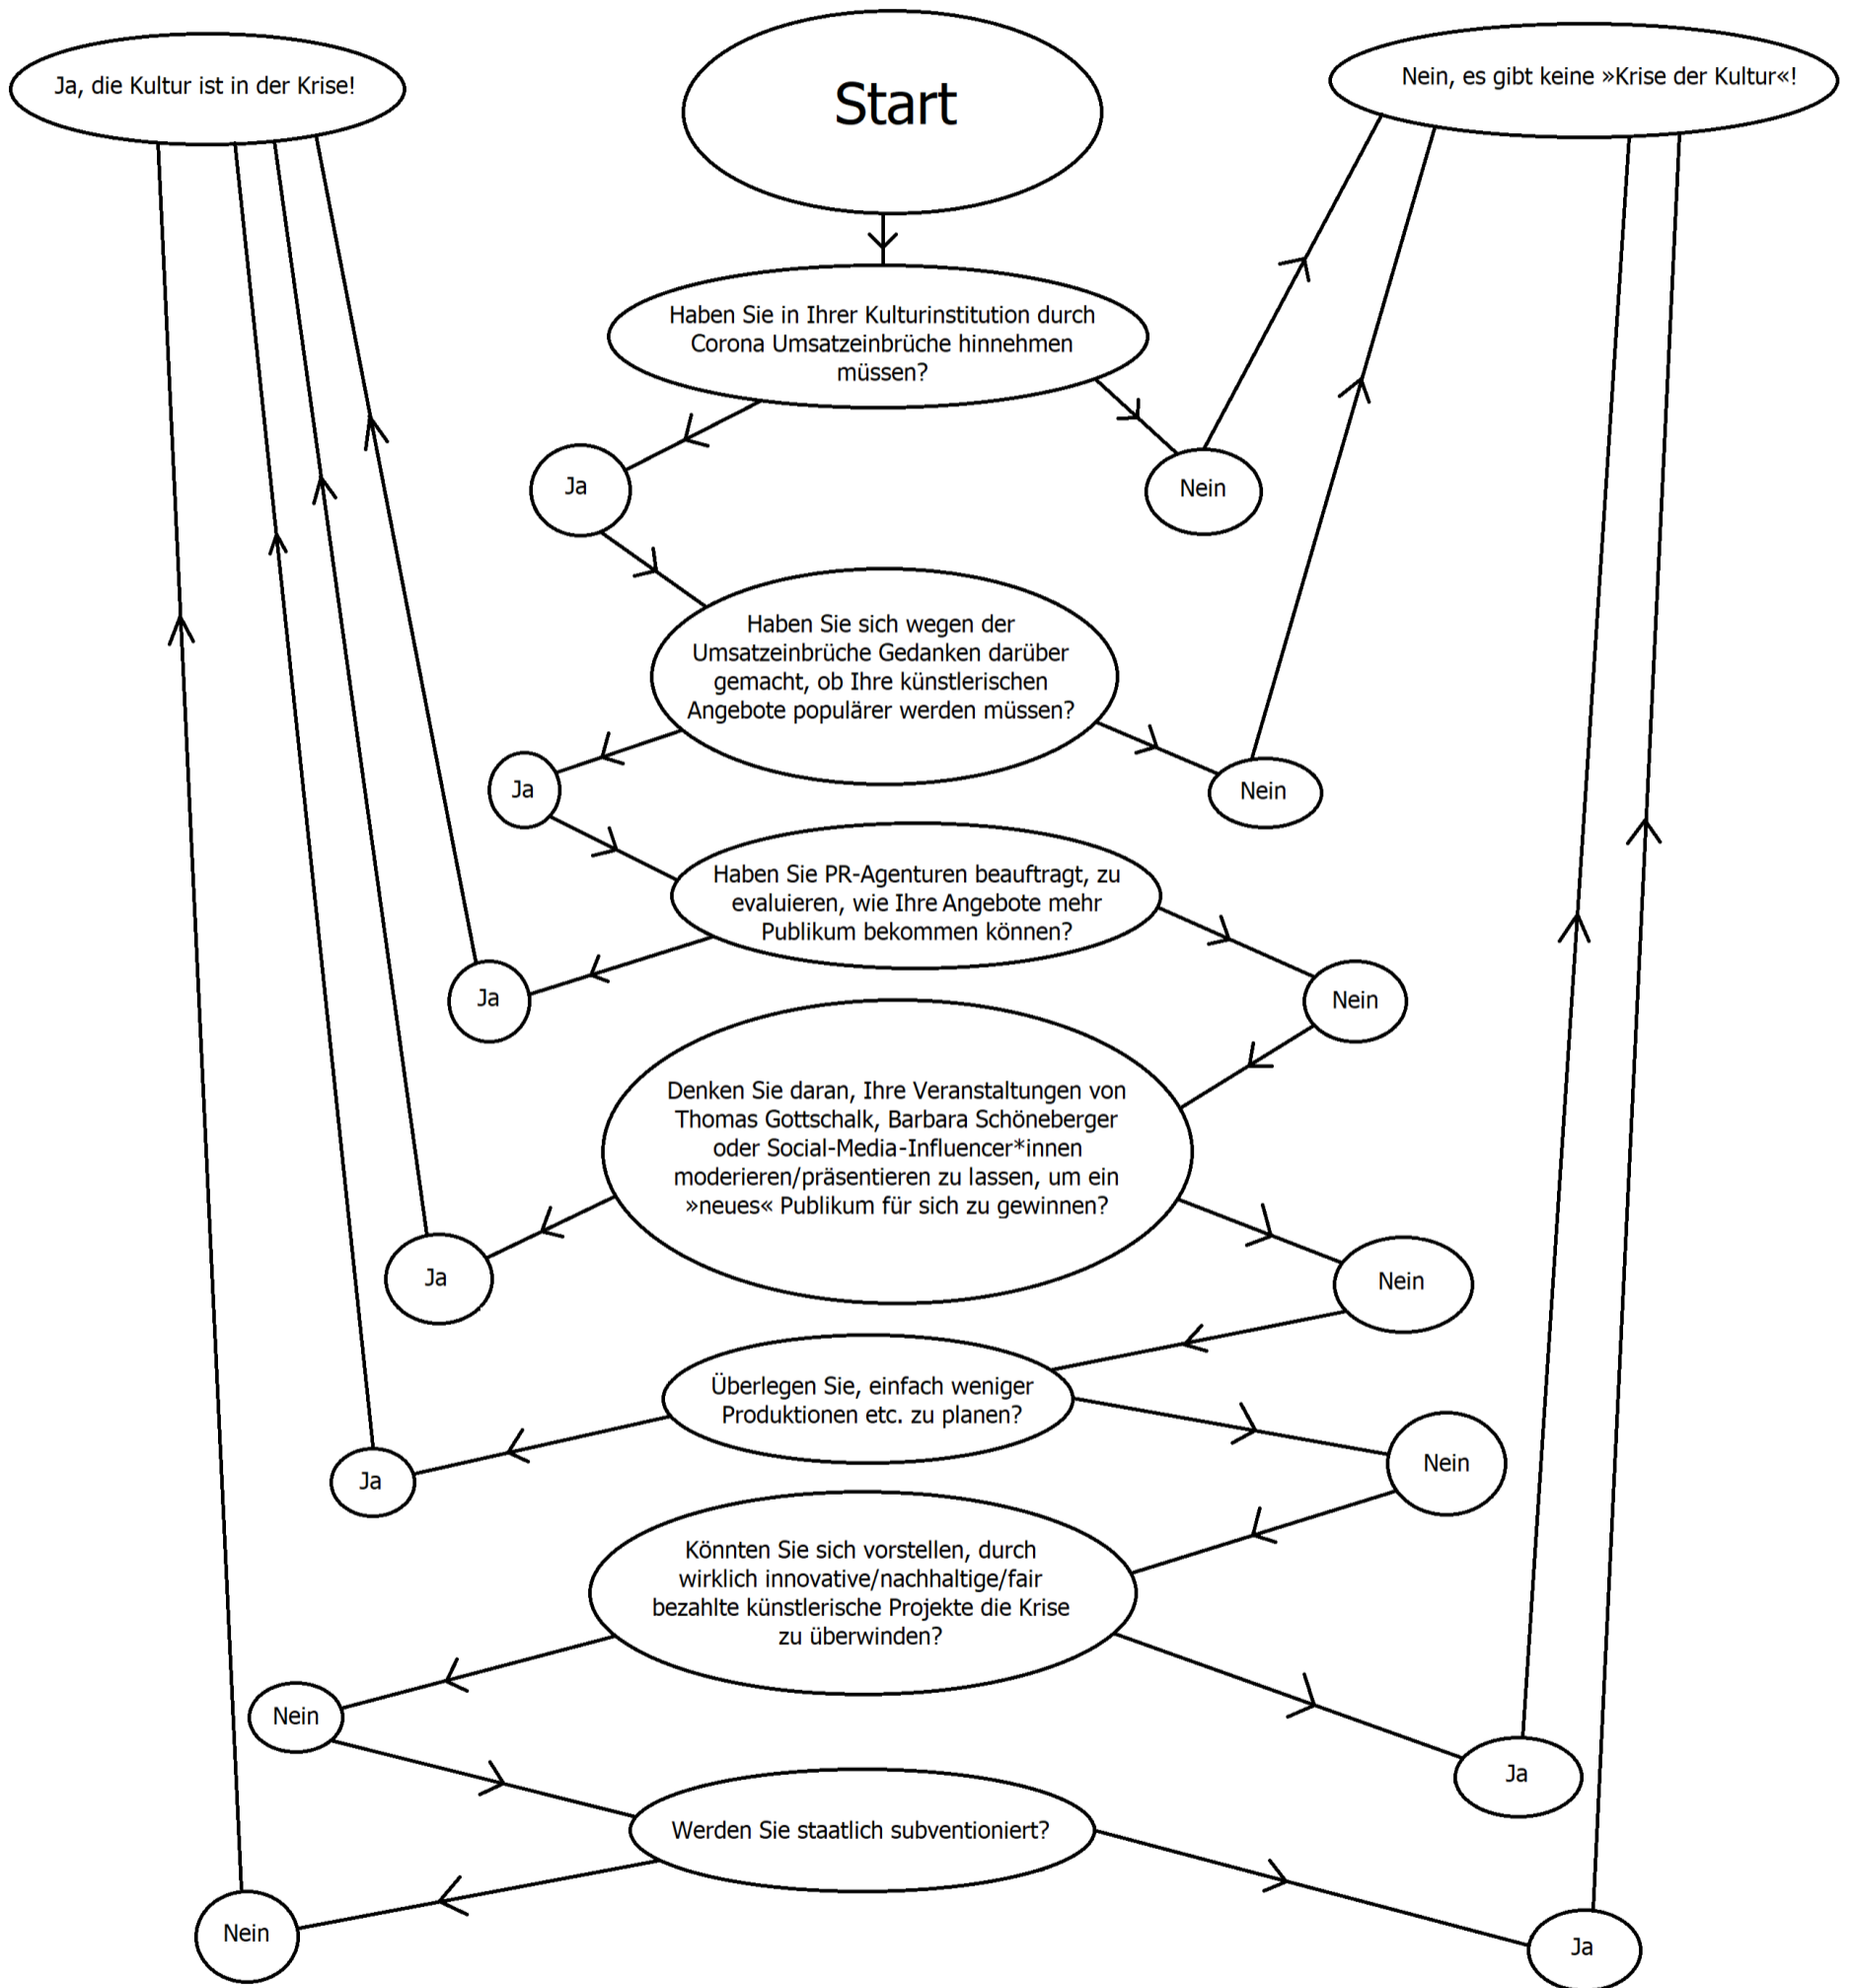 Ja, die Kultur ist in der Krise!
Start
Nein, es gibt keine »Krise der Kultur«!
Haben Sie in Ihrer Kulturinstitution durch
Corona Umsatzeinbrüche hinnehmen
müssen?
Ja
Nein
Haben Sie sich wegen der
Umsatzeinbrüche Gedanken darüber
gemacht, ob Ihre künstlerischen
Angebote populärer werden müssen?
Ja
Nein
Haben Sie PR-Agenturen beauftragt, zu
evaluieren, wie Ihre Angebote mehr
Publikum bekommen können?
Ja
Nein
Denken Sie daran, Ihre Veranstaltungen von
Thomas Gottschalk, Barbara Schöneberger
oder Social-Media-Influencer*innen
moderieren/präsentieren zu lassen, um ein
»neues« Publikum für sich zu gewinnen?
Ja
Nein
Überlegen Sie, einfach weniger
Produktionen etc. zu planen?
Ja
Nein
Könnten Sie sich vorstellen, durch
wirklich innovative/nachhaltige/fair
bezahlte künstlerische Projekte die Krise
zu überwinden?
Nein
Ja
Werden Sie staatlich subventioniert?
Nein
Ja